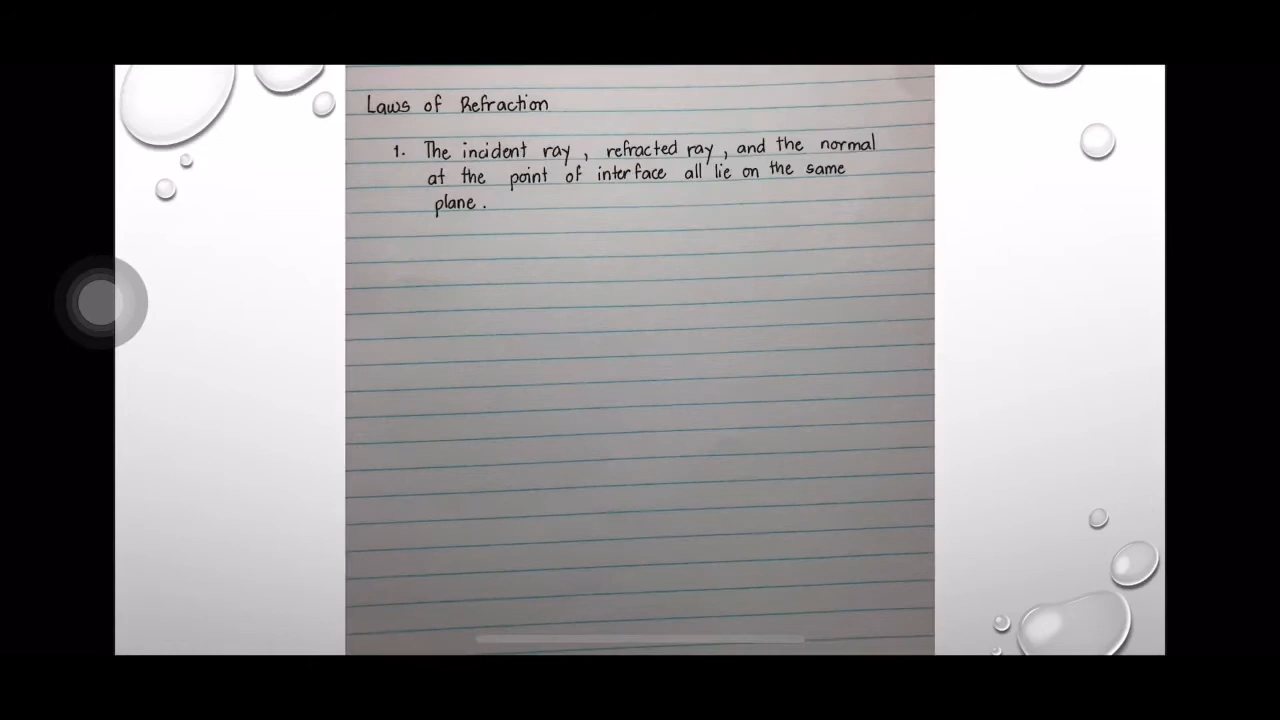 Laws of Refraction
1. The incident ray, refracted ray, and the normal
at the point of interface all lie on the same
plane.